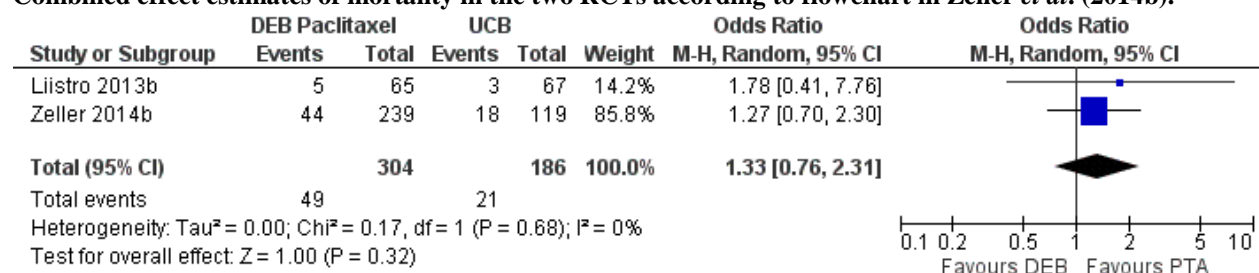 Combined effect estimates of mortality in the two RCTs according to flowchart in Zeller et al. (2014b).
DEB Paclitaxel UCB Odds Ratio Odds Ratio
Study or Subgroup Events Total Events Total Weight M-H, Random, 95% CI M-H, Random, 95% CI
Liistro 2013b 5 65 3 67 14.2% 1.78 [0.41, 7.76]
Zeller 2014b 44 239 18 119 85.8% 1.27 [0.70, 2.30]
Total (95% CI) 304 186 100.0% 1.33 [0.76, 2.31]
Total events 49 21
Heterogeneity: Tau² = 0.00; Chi² = 0.17, df = 1 (P = 0.68); I² = 0%
Test for overall effect: Z = 1.00 (P = 0.32)
0.1 0.2 0.5 1 2 5 10
Favours DEB Favours PTA